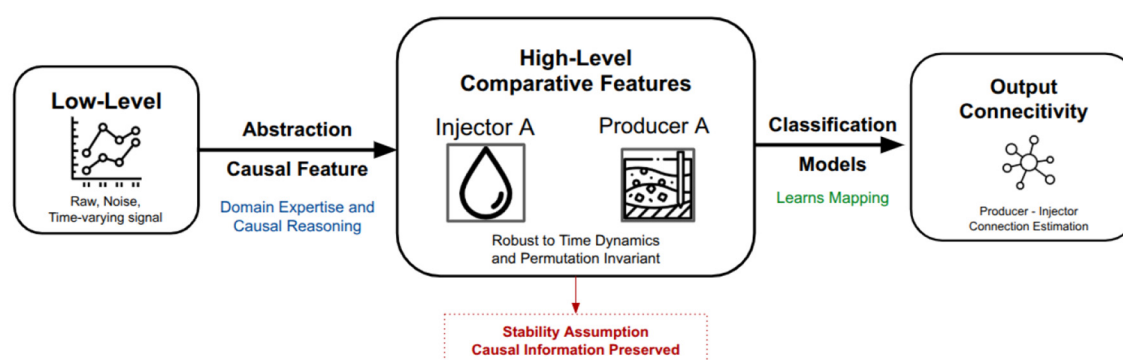 Low-Level
Raw, Noise,
Time-varying signal
Abstraction
Causal Feature
Domain Expertise and
Causal Reasoning
High-Level
Comparative Features
Injector A
Producer A
Robust to Time Dynamics
and Permutation Invariant
Stability Assumption
Causal Information Preserved
Classification
Models
Learns Mapping
Output
Connecitivity
Producer - Injector
Connection Estimation